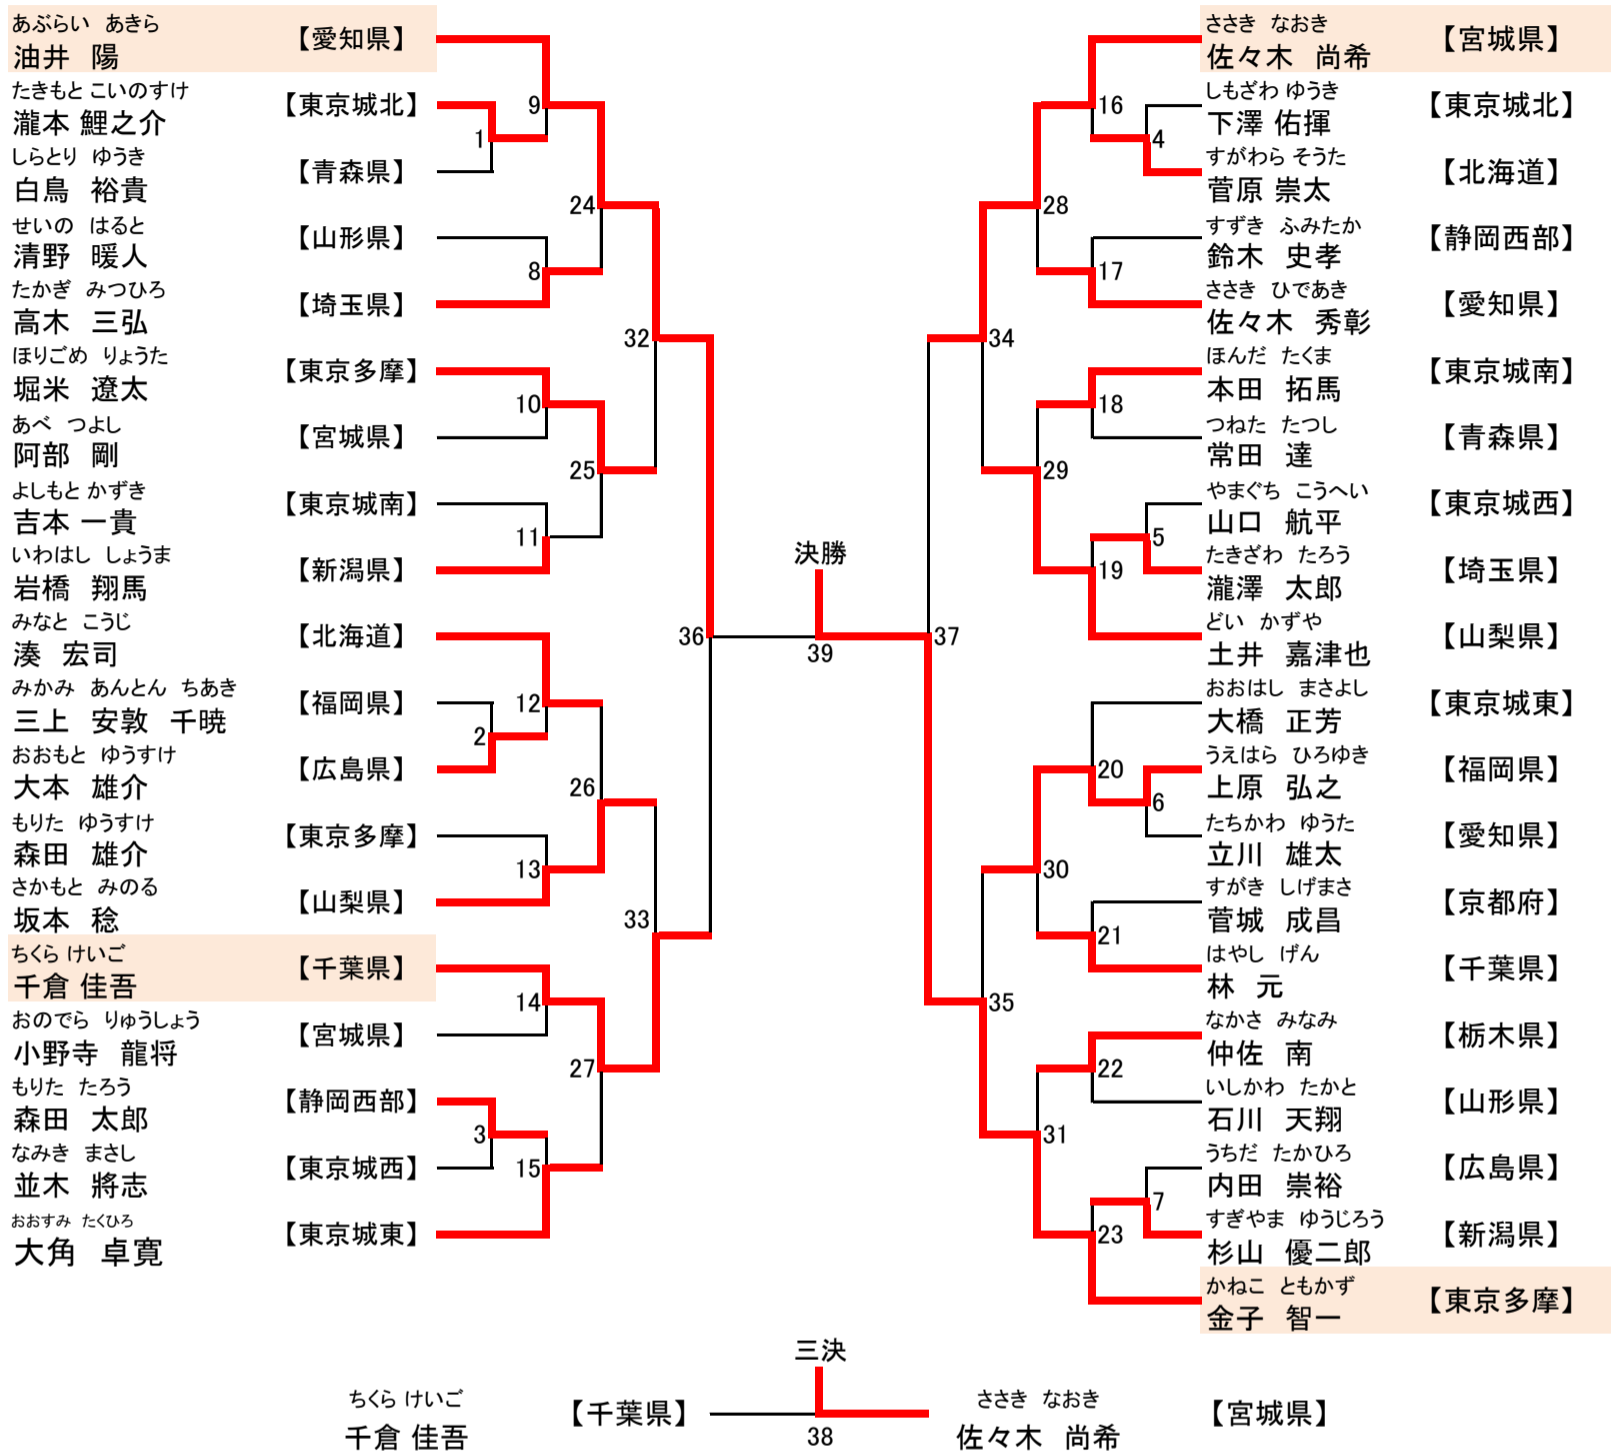 あぶらい　あきら
油井　陽
【愛知県】
たきもと こいのすけ
瀧本 鯉之介
【東京城北】
しらとり　ゆうき
白鳥　裕貴
【青森県】
せいの　はると
清野　暖人
【山形県】
たかぎ　みつひろ
高木　三弘
【埼玉県】
ほりごめ　りょうた
堀米　遼太
【東京多摩】
あべ　つよし
阿部　剛
【宮城県】
よしもと かずき
吉本 一貴
【東京城南】
いわはし　しょうま
岩橋　翔馬
【新潟県】
みなと　こうじ
湊　宏司
【北海道】
みかみ　あんとん　ちあき
三上　安敦　千暁
【福岡県】
おおもと　ゆうすけ
大本　雄介
【広島県】
もりた　ゆうすけ
森田　雄介
【東京多摩】
さかもと　みのる
坂本　稔
【山梨県】
ちくら けいご
千倉 佳吾
【千葉県】
おのでら　りゅうしょう
小野寺　龍将
【宮城県】
もりた　たろう
森田　太郎
【静岡西部】
なみき　まさし
並木　將志
【東京城西】
おおすみ　たくひろ
大角　卓寛
【東京城東】
1
2
3
9
8
10
11
12
13
14
15
24
25
26
27
32
33
36
決勝
39
37
34
35
28
29
30
31
16
17
18
19
20
21
22
23
4
5
6
7
ささき　なおき
佐々木　尚希
【宮城県】
しもざわ ゆうき
下澤 佑揮
【東京城北】
すがわら そうた
菅原 崇太
【北海道】
すずき　ふみたか
鈴木　史孝
【静岡西部】
ささき　ひであき
佐々木　秀彰
【愛知県】
ほんだ　たくま
本田　拓馬
【東京城南】
つねた　たつし
常田　達
【青森県】
やまぐち　こうへい
山口　航平
【東京城西】
たきざわ　たろう
瀧澤　太郎
【埼玉県】
どい　かずや
土井　嘉津也
【山梨県】
おおはし　まさよし
大橋　正芳
【東京城東】
うえはら　ひろゆき
上原　弘之
【福岡県】
たちかわ　ゆうた
立川　雄太
【愛知県】
すがき　しげまさ
菅城　成昌
【京都府】
はやし　げん
林　元
【千葉県】
なかさ　みなみ
仲佐　南
【栃木県】
いしかわ　たかと
石川　天翔
【山形県】
うちだ　たかひろ
内田　崇裕
【広島県】
すぎやま　ゆうじろう
杉山　優二郎
【新潟県】
かねこ　ともかず
金子　智一
【東京多摩】
三決
ちくら けいご
千倉 佳吾
【千葉県】
38
ささき　なおき
佐々木　尚希
【宮城県】